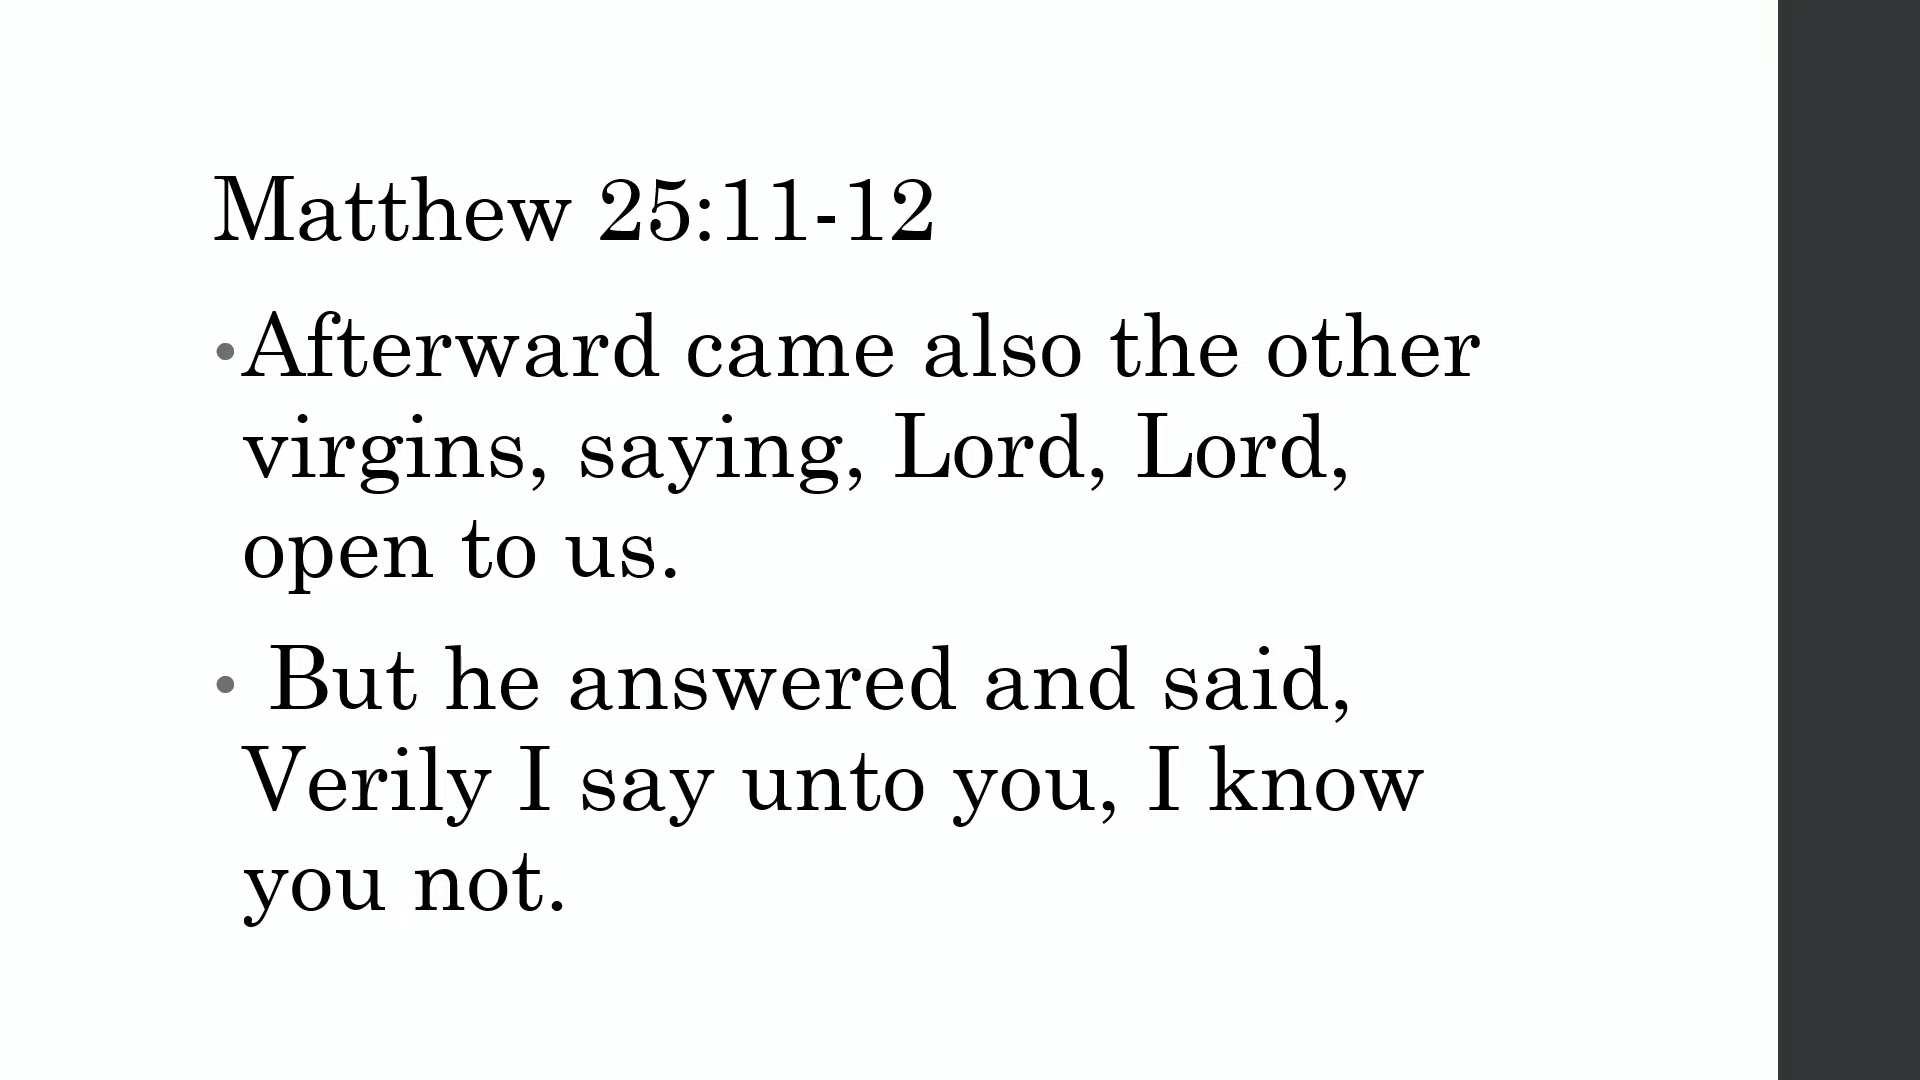 Matthew 25:11-12
•Afterward came also the other
virgins, saying, Lord, Lord,
open to us.
• But he answered and said,
Verily I say unto you, I know
you not.